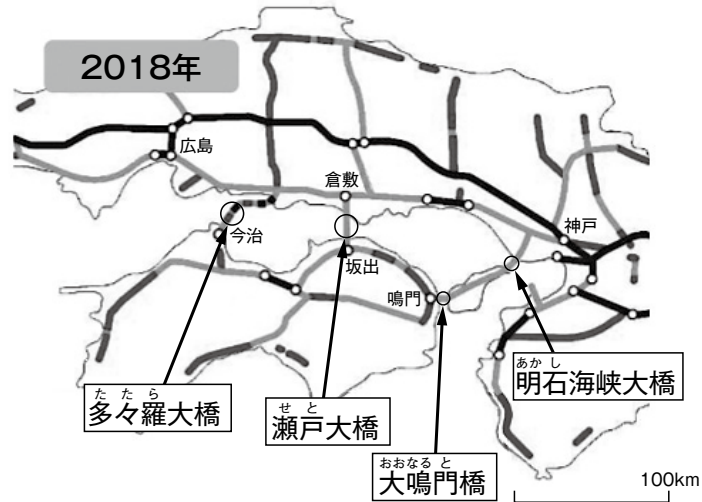 2018年
広島
倉敷
神戸
今治
坂出
鳴門
たたら
多々羅大橋
せと
瀬戸大橋
おおなると
大鳴門橋
あかし
明石海峡大橋
100km